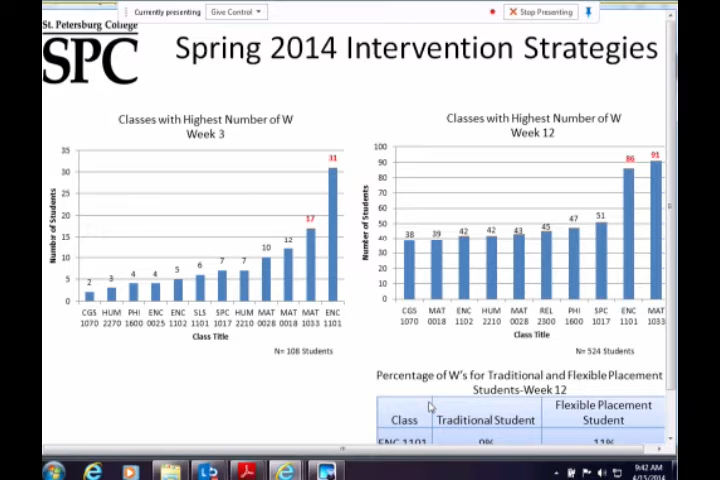 Currently presenting
Give Control
Stop Presenting
St. Petersburg College
SPC
Spring 2014 Intervention Strategies
Classes with Highest Number of W
Week 3
35
30
25
20
15
10
5
0
Number of Students
2
3
4
4
5
6
7
7
10
12
17
31
CGS HUM PHI ENC ENC SLS SPC HUM MAT MAT MAT ENC
1070 2270 1600 0025 1102 1101 1017 2210 0028 0018 1033 1101
Class Title
N= 108 Students
Classes with Highest Number of W
Week 12
100
90
80
70
60
50
40
30
20
10
0
Number of Students
38
39
42
42
43
45
47
51
86
91
CGS MAT ENC HUM MAT REL PHI SPC ENC MAT
1070 0018 1102 2210 0028 2300 1600 1017 1101 1033
Class Title
N= 524 Students
Percentage of W's for Traditional and Flexible Placement
Students-Week 12
Class
Traditional Student
Flexible Placement
Student
ENC 1101
9%
11%
9:42 AM
4/15/2014